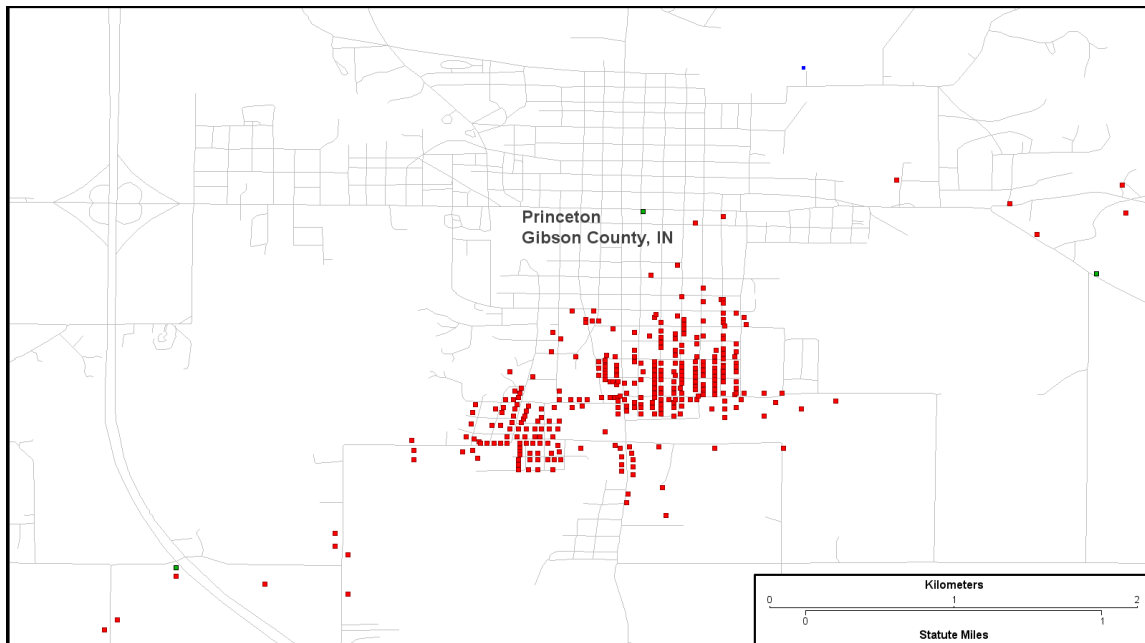 Princeton
Gibson County, IN
Kilometers
0 1 2
0 1
Statute Miles